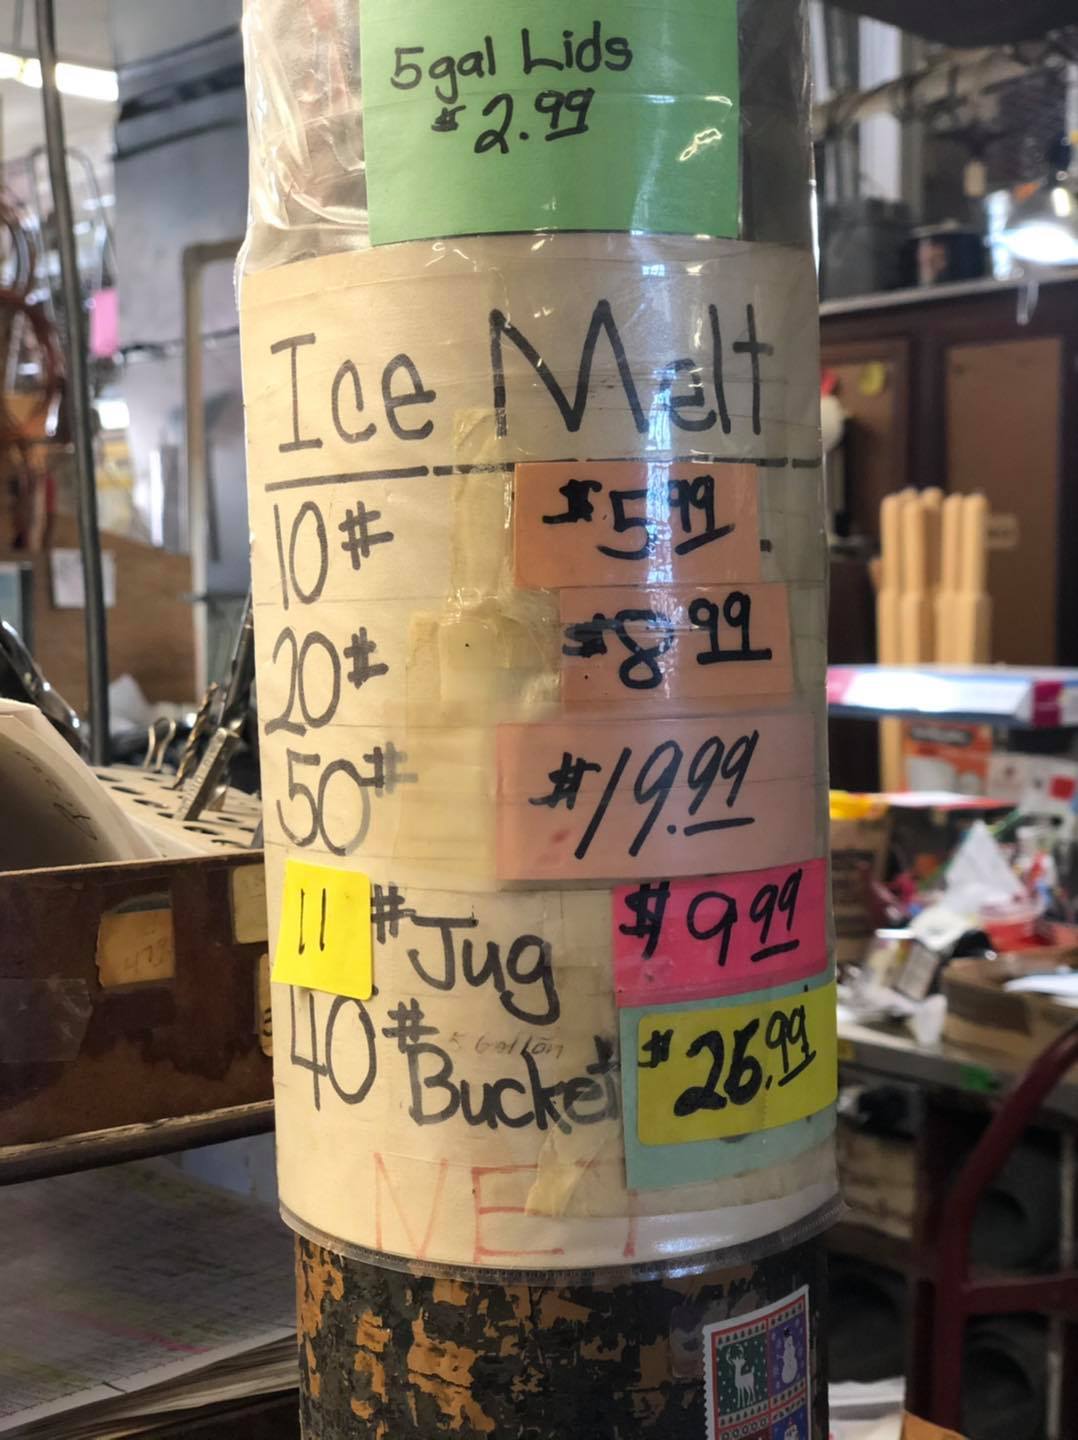 5gal Lids
$2.99
Ice Melt
10# $5.99
20# $8.99
50# $19.99
11# Jug $9.99
40# 5 Gallon Bucket $26.99
NET